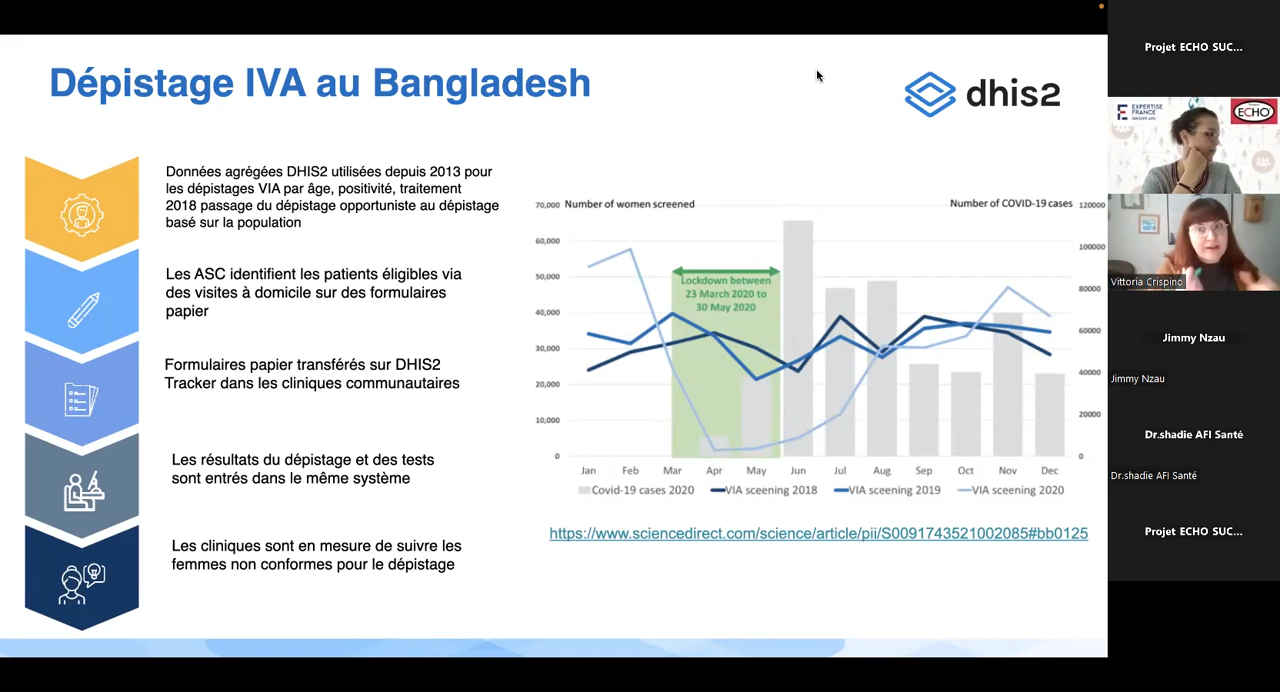 Dépistage IVA au Bangladesh
dhis2
Données agrégées DHIS2 utilisées depuis 2013 pour
les dépistages VIA par âge, positivité, traitement
2018 passage du dépistage opportuniste au dépistage
basé sur la population
Les ASC identifient les patients éligibles via
des visites à domicile sur des formulaires
papier
Formulaires papier transférés sur DHIS2
Tracker dans les cliniques communautaires
Les résultats du dépistage et des tests
sont entrés dans le même système
Les cliniques sont en mesure de suivre les
femmes non conformes pour le dépistage
Number of women screened
Number of COVID-19 cases
70,000
60,000
50,000
40,000
30,000
20,000
10,000
0
120000
100000
80000
60000
40000
20000
0
Lockdown between
23 March 2020 to
30 May 2020
Jan Feb Mar Apr May Jun Jul Aug Sep Oct Nov Dec
Covid-19 cases 2020 VIA sceening 2018 VIA sceening 2019 VIA sceening 2020
https://www.sciencedirect.com/science/article/pii/S0091743521002085#bb0125
Projet ECHO SUC...
EXPERTISE
FRANCE
GROUPE AFD
ECHO
Vittoria Crispino
Jimmy Nzau
Jimmy Nzau
Dr.shadie AFI Santé
Dr.shadie AFI Santé
Projet ECHO SUC...